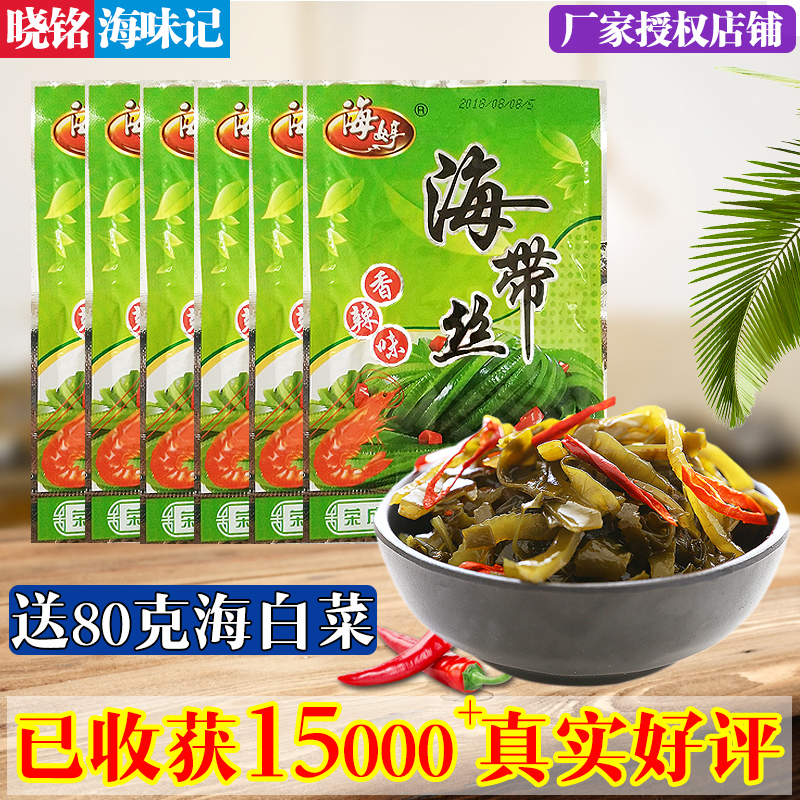 晓铭 海味记
厂家授权店铺
海婷®
2018/08/08/5
海带丝
香辣味
送80克海白菜
已收获15000+真实好评